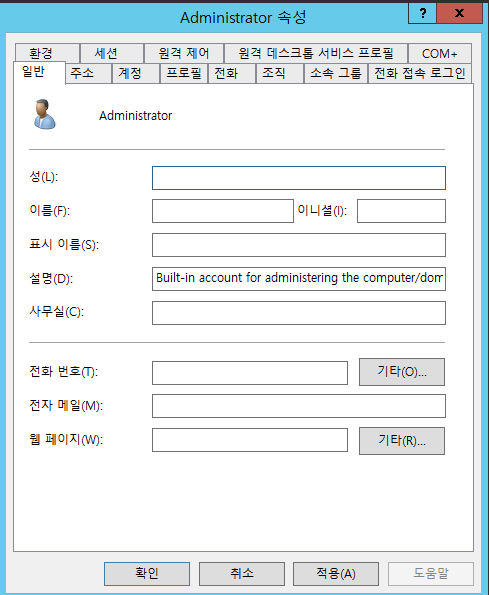 Administrator 속성
? x
환경 세션 원격 제어 원격 데스크톱 서비스 프로필 COM+
일반 주소 계정 프로필 전화 조직 소속 그룹 전화 접속 로그인
Administrator
성(L):
이름(F): 이니셜(I):
표시 이름(S):
설명(D): Built-in account for administering the computer/dom
사무실(C):
전화 번호(T): 기타(O)...
전자 메일(M):
웹 페이지(W): 기타(R)...
확인 취소 적용(A) 도움말